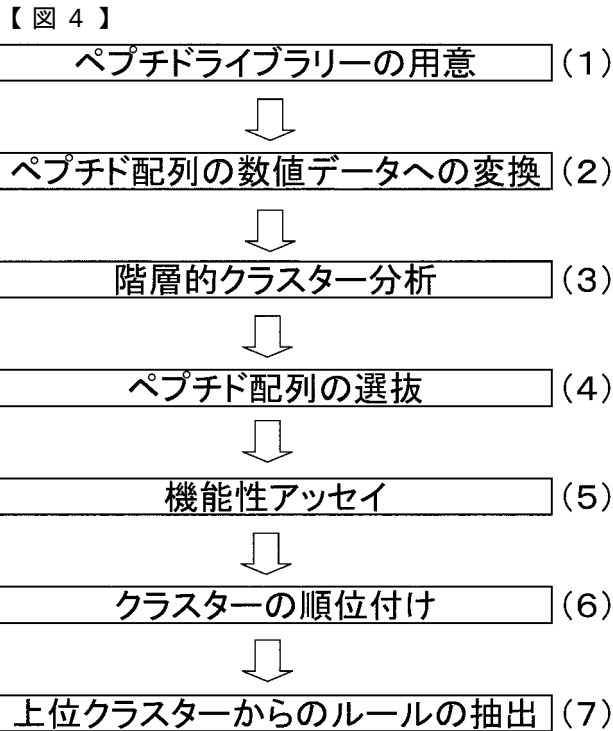 【図４】
ペプチドライブラリーの用意 (1)
ペプチド配列の数値データへの変換 (2)
階層的クラスター分析 (3)
ペプチド配列の選抜 (4)
機能性アッセイ (5)
クラスターの順位付け (6)
上位クラスターからのルールの抽出 (7)